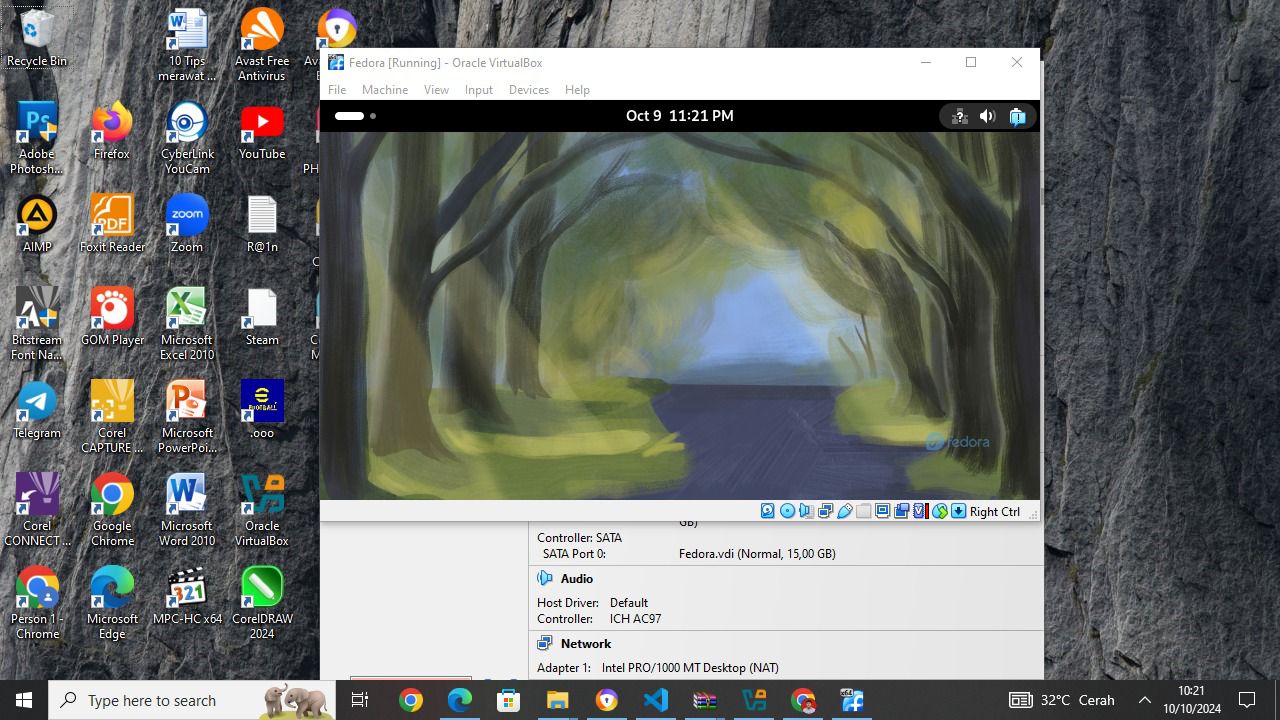 Recycle Bin
10 Tips
merawat ...
Avast Free
Antivirus
Adobe
Photosh...
Firefox
CyberLink
YouCam
YouTube
AIMP
Foxit Reader
Zoom
R@1n
Bitstream
Font Na...
GOM Player
Microsoft
Excel 2010
Steam
Telegram
Corel
CAPTURE ...
Microsoft
PowerPoi...
.ooo
Corel
CONNECT ...
Google
Chrome
Microsoft
Word 2010
Oracle
VirtualBox
Person 1 -
Chrome
Microsoft
Edge
MPC-HC x64
CorelDRAW
2024
Fedora [Running] - Oracle VirtualBox
File Machine View Input Devices Help
Oct 9 11:21 PM
fedora
Right Ctrl
GB)
Controller: SATA
SATA Port 0: Fedora.vdi (Normal, 15,00 GB)
Audio
Host Driver: Default
Controller: ICH AC97
Network
Adapter 1: Intel PRO/1000 MT Desktop (NAT)
Type here to search
32°C Cerah
10:21
10/10/2024